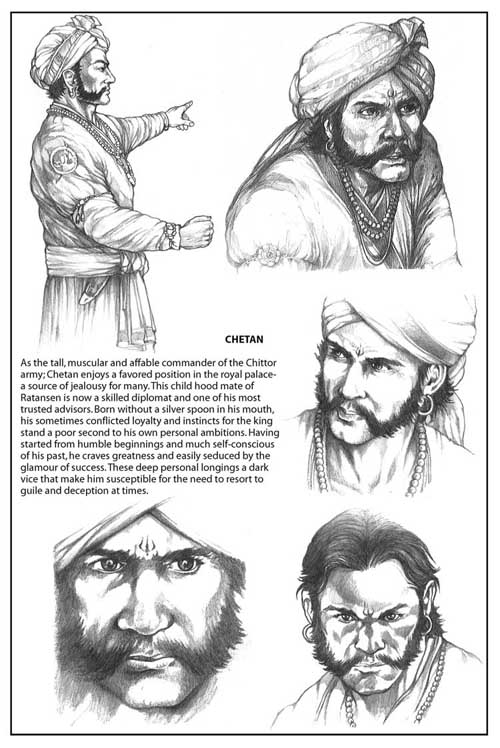 CHETAN
As the tall, muscular and affable commander of the Chittor
army; Chetan enjoys a favored position in the royal palace-
a source of jealousy for many. This child hood mate of
Ratansen is now a skilled diplomat and one of his most
trusted advisors. Born without a silver spoon in his mouth,
his sometimes conflicted loyalty and instincts for the king
stand a poor second to his own personal ambitions. Having
started from humble beginnings and much self-conscious
of his past, he craves greatness and easily seduced by the
glamour of success. These deep personal longings a dark
vice that make him susceptible for the need to resort to
guile and deception at times.